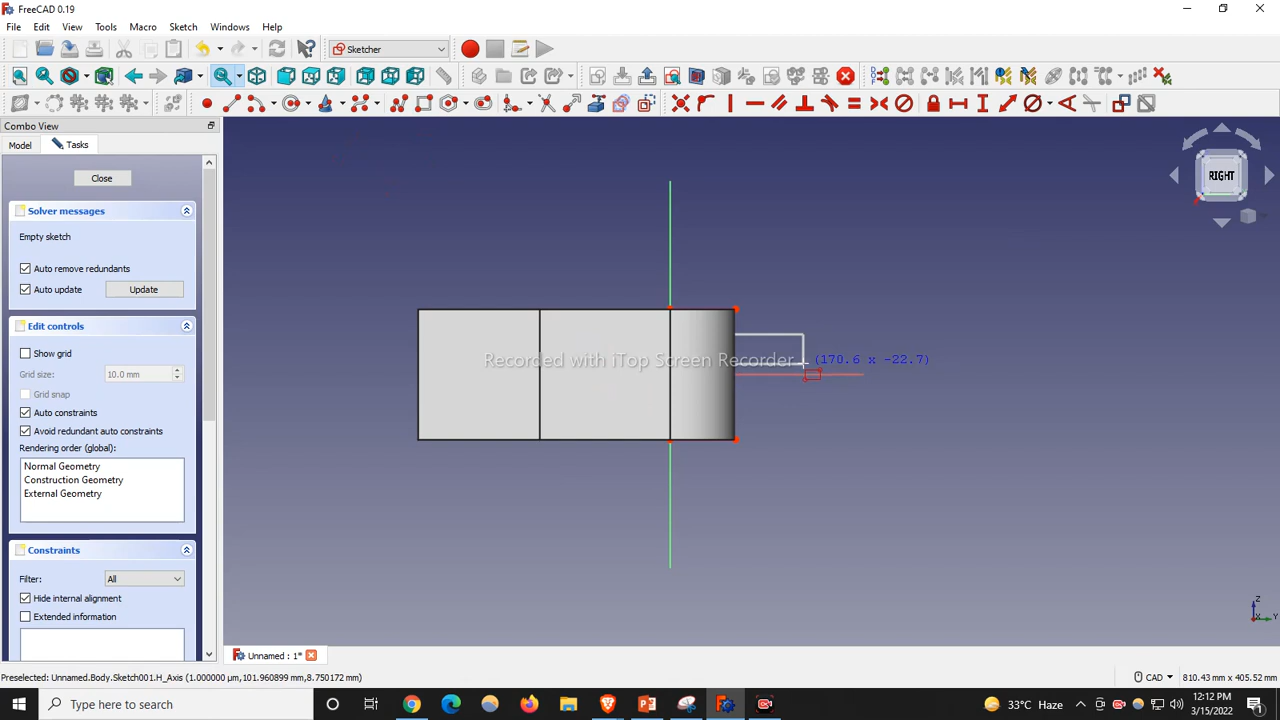 FreeCAD 0.19
File Edit View Tools Macro Sketch Windows Help
Sketcher
Combo View
Model Tasks
Close
Solver messages
Empty sketch
Auto remove redundants
Auto update Update
Edit controls
Show grid
Grid size: 10.0 mm
Grid snap
Auto constraints
Avoid redundant auto constraints
Rendering order (global):
Normal Geometry
Construction Geometry
External Geometry
Constraints
Filter: All
Hide internal alignment
Extended information
RIGHT
Recorded with iTop Screen Recorder
(170.6 x -22.7)
Z
X Y
Unnamed : 1*
Preselected: Unnamed.Body.Sketch001.H_Axis (1.000000 µm,101.960899 mm,8.750172 mm)
CAD 810.43 mm x 405.52 mm
Type here to search
33°C Haze
12:12 PM
3/15/2022